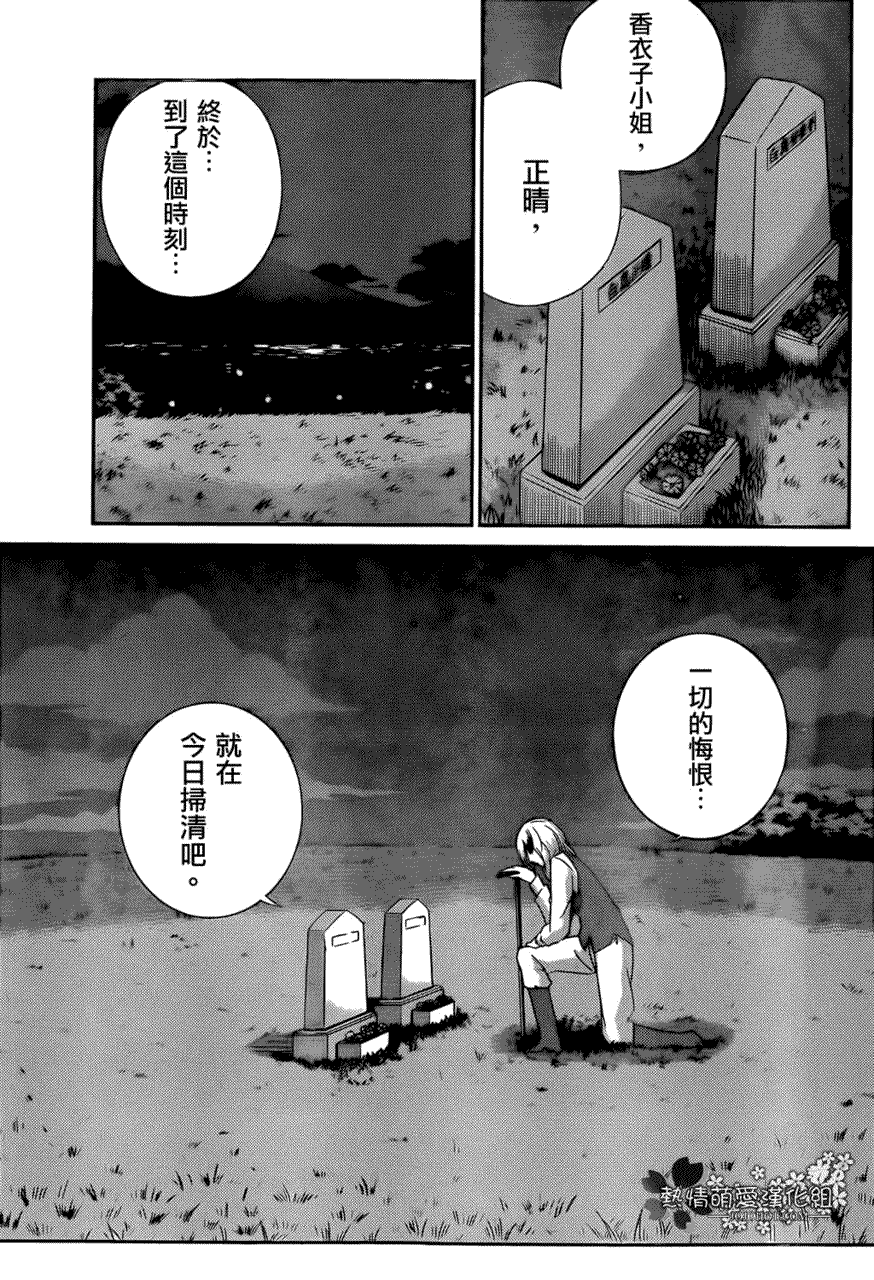 香衣子小姐，
正晴，
終於…
到了這個時刻…
一切的悔恨…
就在
今日掃清吧。
熱情萌愛漢化組